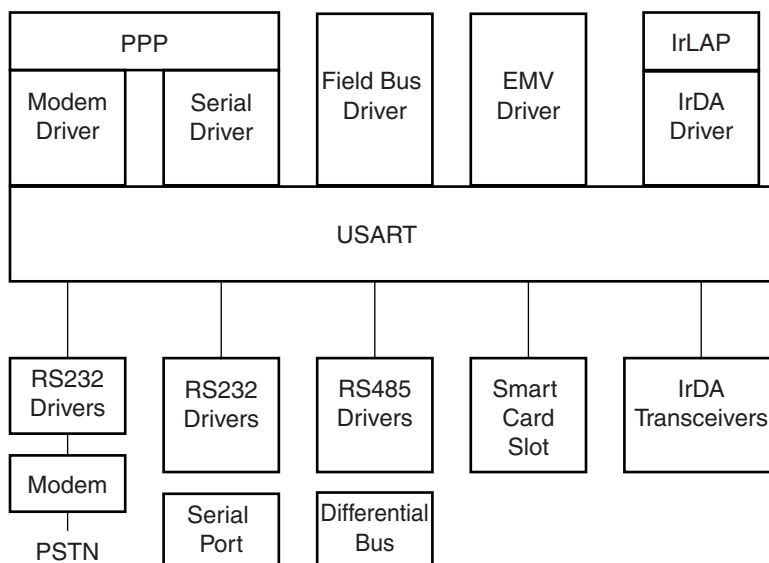 PPP
IrLAP
Modem
Driver
Serial
Driver
Field Bus
Driver
EMV
Driver
IrDA
Driver
USART
RS232
Drivers
RS232
Drivers
RS485
Drivers
Smart
Card
Slot
IrDA
Transceivers
Modem
Serial
Port
Differential
Bus
PSTN